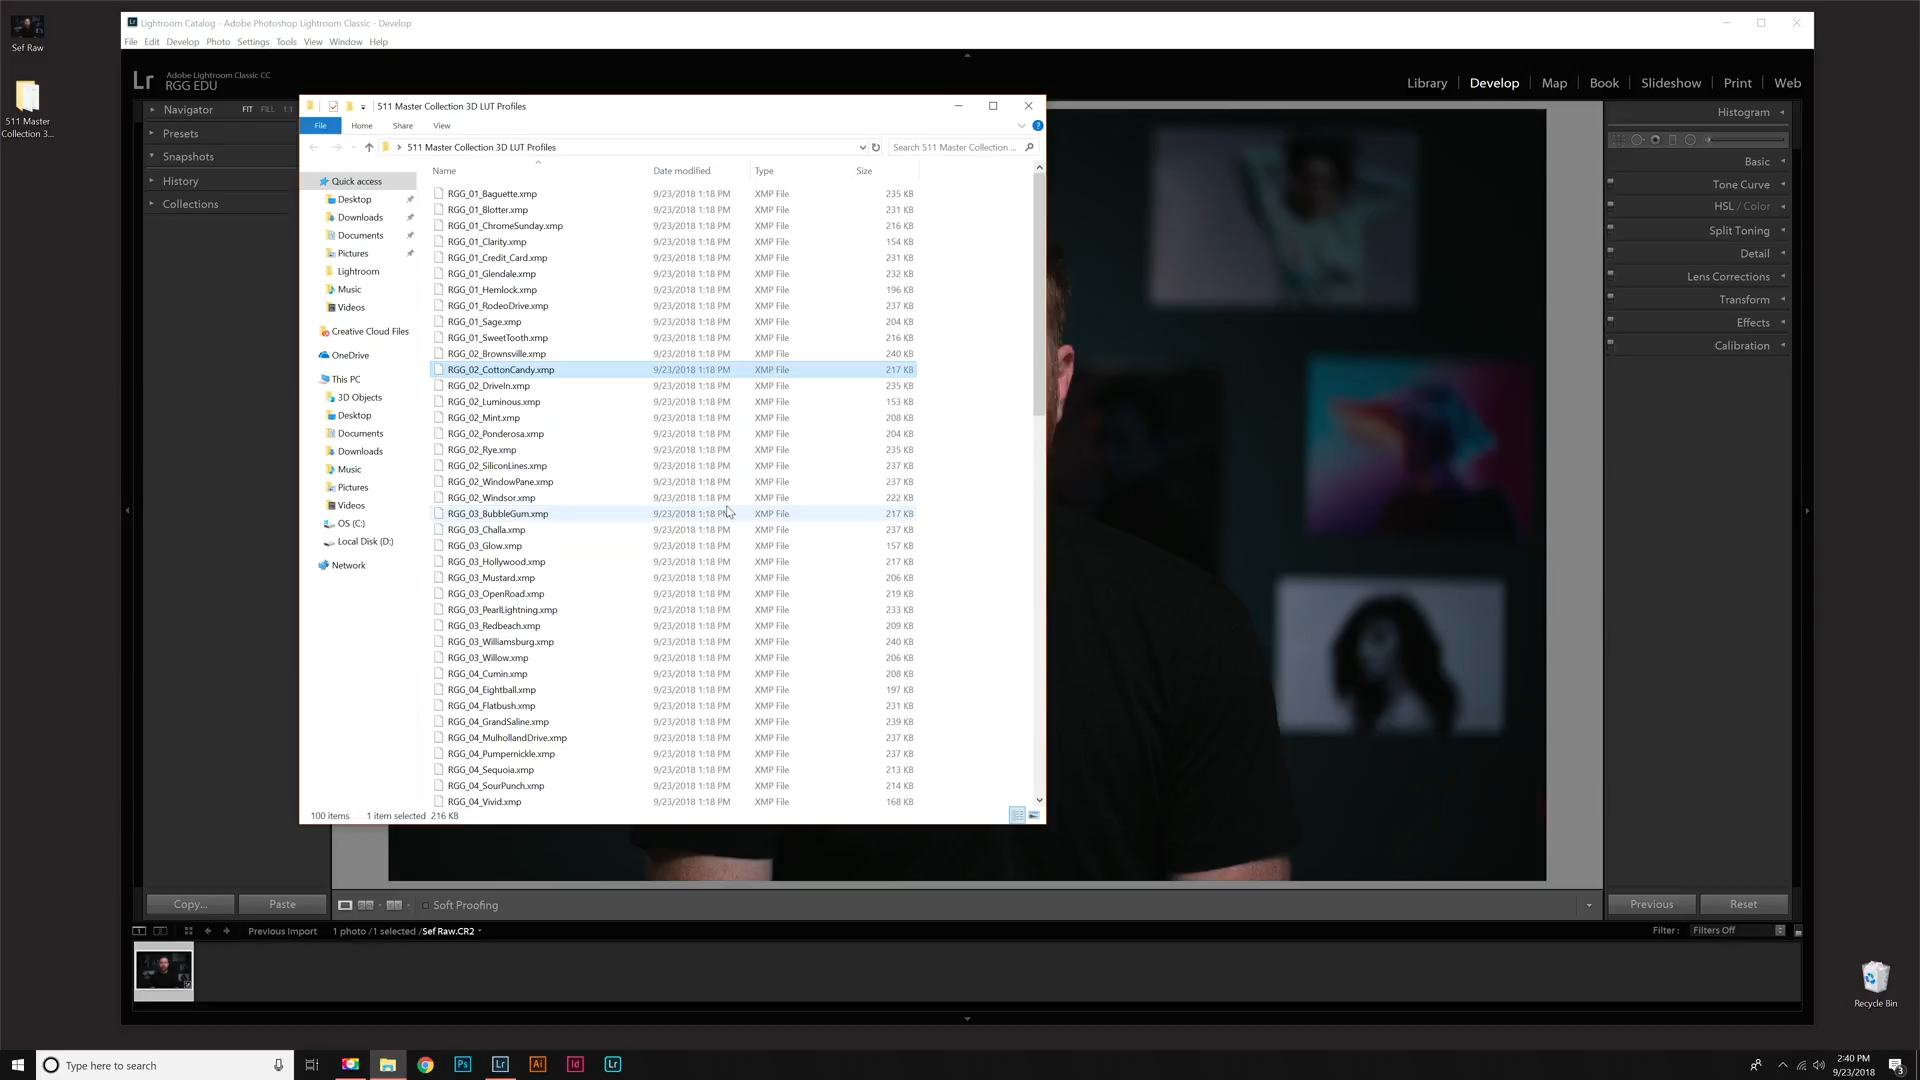 Sef Raw
511 Master
Collection 3...
Lightroom Catalog - Adobe Photoshop Lightroom Classic - Develop
File Edit Develop Photo Settings Tools View Window Help
Lr Adobe Lightroom Classic CC
RGG EDU
Library Develop Map Book Slideshow Print Web
Navigator FIT FILL 1:1
Presets
Snapshots
History
Collections
511 Master Collection 3D LUT Profiles
File Home Share View
511 Master Collection 3D LUT Profiles
Search 511 Master Collection ...
Quick access
Desktop
Downloads
Documents
Pictures
Lightroom
Music
Videos
Creative Cloud Files
OneDrive
This PC
3D Objects
Desktop
Documents
Downloads
Music
Pictures
Videos
OS (C:)
Local Disk (D:)
Network
Name Date modified Type Size
RGG_01_Baguette.xmp 9/23/2018 1:18 PM XMP File 235 KB
RGG_01_Blotter.xmp 9/23/2018 1:18 PM XMP File 231 KB
RGG_01_ChromeSunday.xmp 9/23/2018 1:18 PM XMP File 216 KB
RGG_01_Clarity.xmp 9/23/2018 1:18 PM XMP File 154 KB
RGG_01_Credit_Card.xmp 9/23/2018 1:18 PM XMP File 231 KB
RGG_01_Glendale.xmp 9/23/2018 1:18 PM XMP File 232 KB
RGG_01_Hemlock.xmp 9/23/2018 1:18 PM XMP File 196 KB
RGG_01_RodeoDrive.xmp 9/23/2018 1:18 PM XMP File 237 KB
RGG_01_Sage.xmp 9/23/2018 1:18 PM XMP File 204 KB
RGG_01_SweetTooth.xmp 9/23/2018 1:18 PM XMP File 216 KB
RGG_02_Brownsville.xmp 9/23/2018 1:18 PM XMP File 240 KB
RGG_02_CottonCandy.xmp 9/23/2018 1:18 PM XMP File 217 KB
RGG_02_DriveIn.xmp 9/23/2018 1:18 PM XMP File 235 KB
RGG_02_Luminous.xmp 9/23/2018 1:18 PM XMP File 153 KB
RGG_02_Mint.xmp 9/23/2018 1:18 PM XMP File 208 KB
RGG_02_Ponderosa.xmp 9/23/2018 1:18 PM XMP File 204 KB
RGG_02_Rye.xmp 9/23/2018 1:18 PM XMP File 235 KB
RGG_02_SiliconLines.xmp 9/23/2018 1:18 PM XMP File 237 KB
RGG_02_WindowPane.xmp 9/23/2018 1:18 PM XMP File 237 KB
RGG_02_Windsor.xmp 9/23/2018 1:18 PM XMP File 222 KB
RGG_03_BubbleGum.xmp 9/23/2018 1:18 PM XMP File 217 KB
RGG_03_Challa.xmp 9/23/2018 1:18 PM XMP File 237 KB
RGG_03_Glow.xmp 9/23/2018 1:18 PM XMP File 157 KB
RGG_03_Hollywood.xmp 9/23/2018 1:18 PM XMP File 217 KB
RGG_03_Mustard.xmp 9/23/2018 1:18 PM XMP File 206 KB
RGG_03_OpenRoad.xmp 9/23/2018 1:18 PM XMP File 219 KB
RGG_03_PearlLightning.xmp 9/23/2018 1:18 PM XMP File 233 KB
RGG_03_Redbeach.xmp 9/23/2018 1:18 PM XMP File 209 KB
RGG_03_Williamsburg.xmp 9/23/2018 1:18 PM XMP File 240 KB
RGG_03_Willow.xmp 9/23/2018 1:18 PM XMP File 206 KB
RGG_04_Cumin.xmp 9/23/2018 1:18 PM XMP File 208 KB
RGG_04_Eightball.xmp 9/23/2018 1:18 PM XMP File 197 KB
RGG_04_Flatbush.xmp 9/23/2018 1:18 PM XMP File 231 KB
RGG_04_GrandSaline.xmp 9/23/2018 1:18 PM XMP File 239 KB
RGG_04_MulhollandDrive.xmp 9/23/2018 1:18 PM XMP File 237 KB
RGG_04_Pumpernickle.xmp 9/23/2018 1:18 PM XMP File 237 KB
RGG_04_Sequoia.xmp 9/23/2018 1:18 PM XMP File 213 KB
RGG_04_SourPunch.xmp 9/23/2018 1:18 PM XMP File 214 KB
RGG_04_Vivid.xmp 9/23/2018 1:18 PM XMP File 168 KB
100 items 1 item selected 216 KB
Histogram
Basic
Tone Curve
HSL / Color
Split Toning
Detail
Lens Corrections
Transform
Effects
Calibration
Copy... Paste
Soft Proofing
Previous Reset
1 2 Previous Import 1 photo / 1 selected / Sef Raw.CR2
Filter : Filters Off
Recycle Bin
Type here to search
Ps Lr Ai Id Lr
2:40 PM
9/23/2018
3